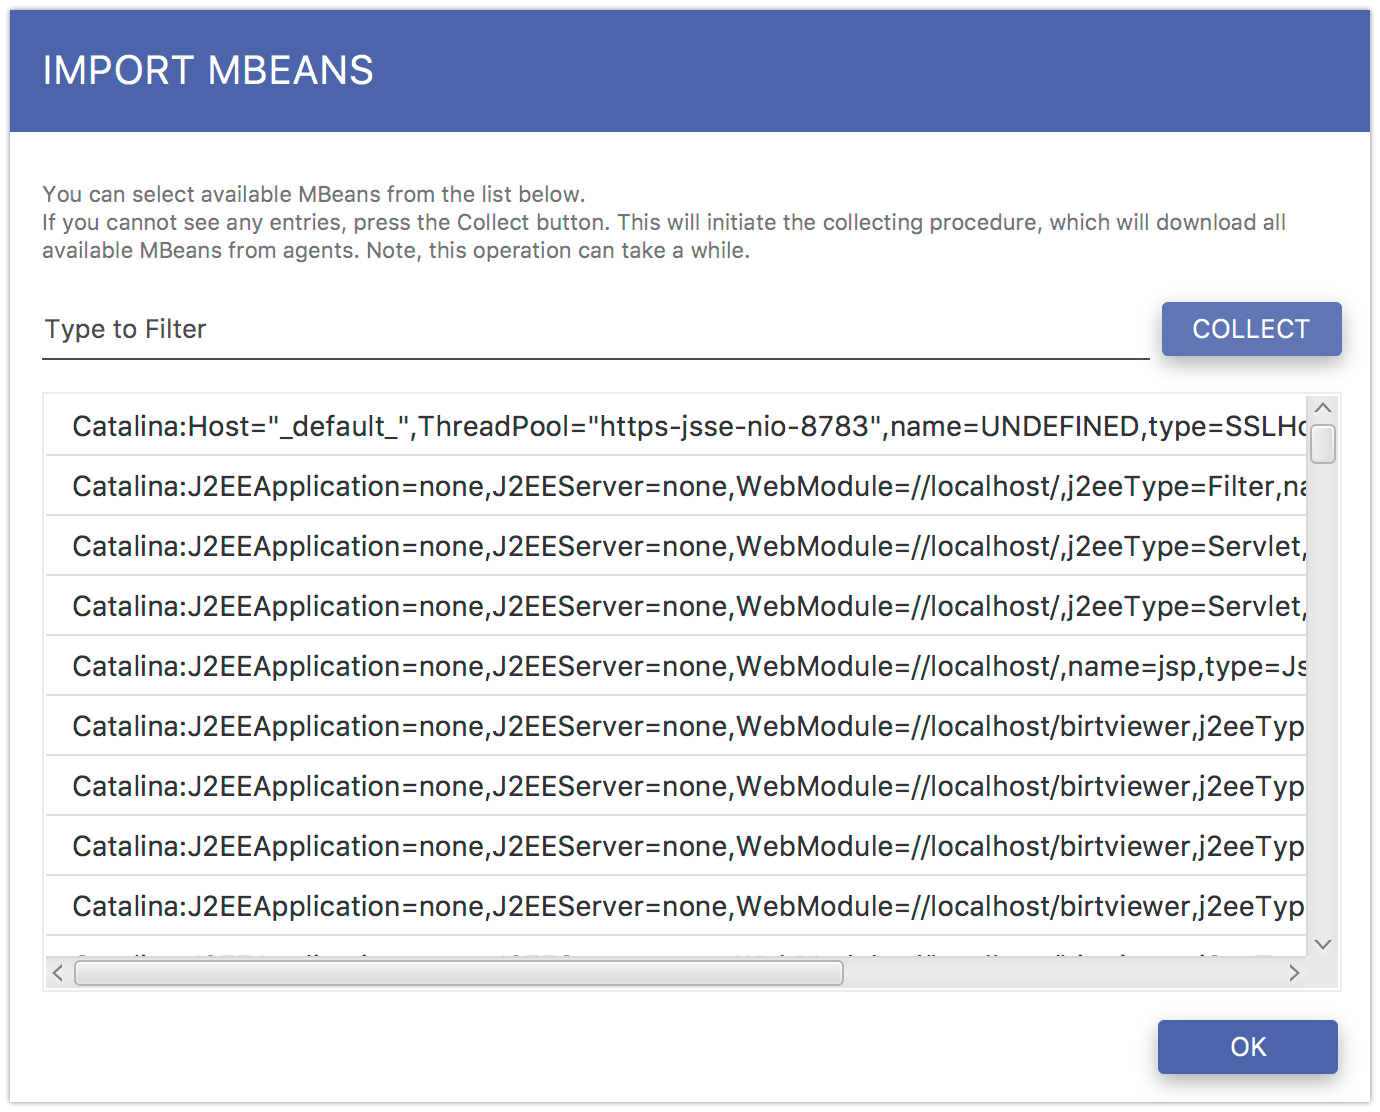 IMPORT MBEANS
You can select available MBeans from the list below.
If you cannot see any entries, press the Collect button. This will initiate the collecting procedure, which will download all
available MBeans from agents. Note, this operation can take a while.
Type to Filter
COLLECT
Catalina:Host="_default_",ThreadPool="https-jsse-nio-8783",name=UNDEFINED,type=SSLHo
Catalina:J2EEApplication=none,J2EEServer=none,WebModule=//localhost/,j2eeType=Filter,na
Catalina:J2EEApplication=none,J2EEServer=none,WebModule=//localhost/,j2eeType=Servlet,
Catalina:J2EEApplication=none,J2EEServer=none,WebModule=//localhost/,j2eeType=Servlet,
Catalina:J2EEApplication=none,J2EEServer=none,WebModule=//localhost/,name=jsp,type=Js
Catalina:J2EEApplication=none,J2EEServer=none,WebModule=//localhost/birtviewer,j2eeTyp
Catalina:J2EEApplication=none,J2EEServer=none,WebModule=//localhost/birtviewer,j2eeTyp
Catalina:J2EEApplication=none,J2EEServer=none,WebModule=//localhost/birtviewer,j2eeTyp
Catalina:J2EEApplication=none,J2EEServer=none,WebModule=//localhost/birtviewer,j2eeTyp
OK